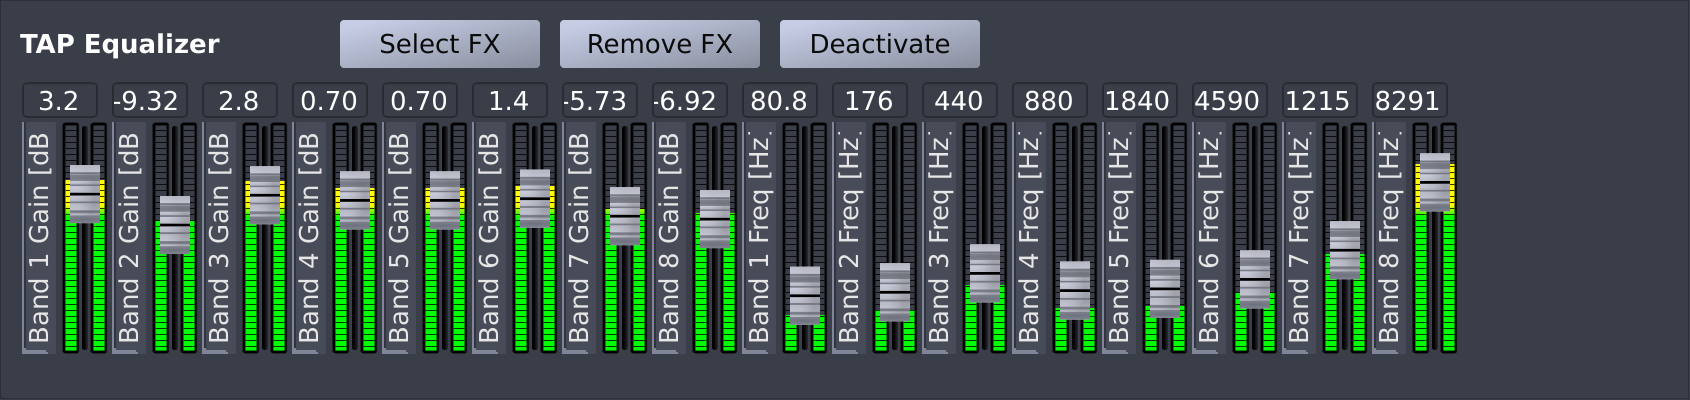 TAP Equalizer
Select FX
Remove FX
Deactivate
3.2
-9.32
2.8
0.70
0.70
1.4
-5.73
-6.92
80.8
176
440
880
1840
4590
1215
8291
Band 1 Gain [dB
Band 2 Gain [dB
Band 3 Gain [dB
Band 4 Gain [dB
Band 5 Gain [dB
Band 6 Gain [dB
Band 7 Gain [dB
Band 8 Gain [dB
Band 1 Freq [Hz
Band 2 Freq [Hz
Band 3 Freq [Hz
Band 4 Freq [Hz
Band 5 Freq [Hz
Band 6 Freq [Hz
Band 7 Freq [Hz
Band 8 Freq [Hz